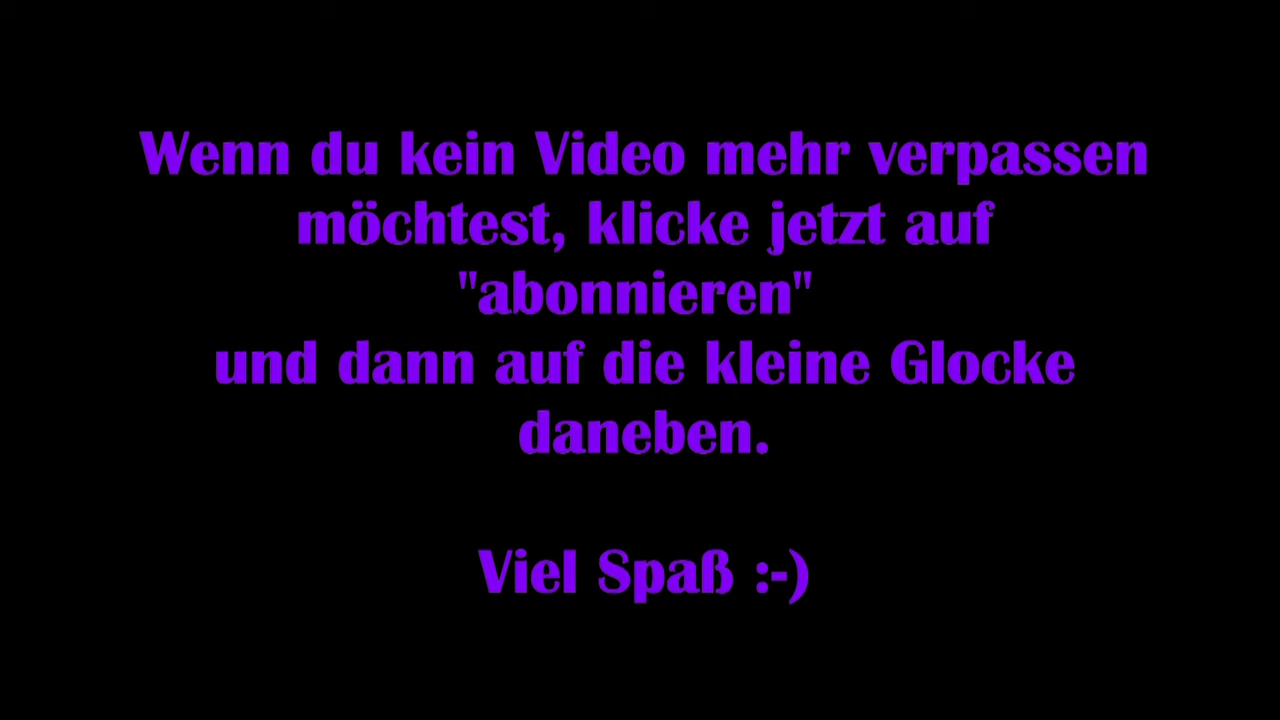 Wenn du kein Video mehr verpassen
möchtest, klicke jetzt auf
"abonnieren"
und dann auf die kleine Glocke
daneben.
Viel Spaß :-)